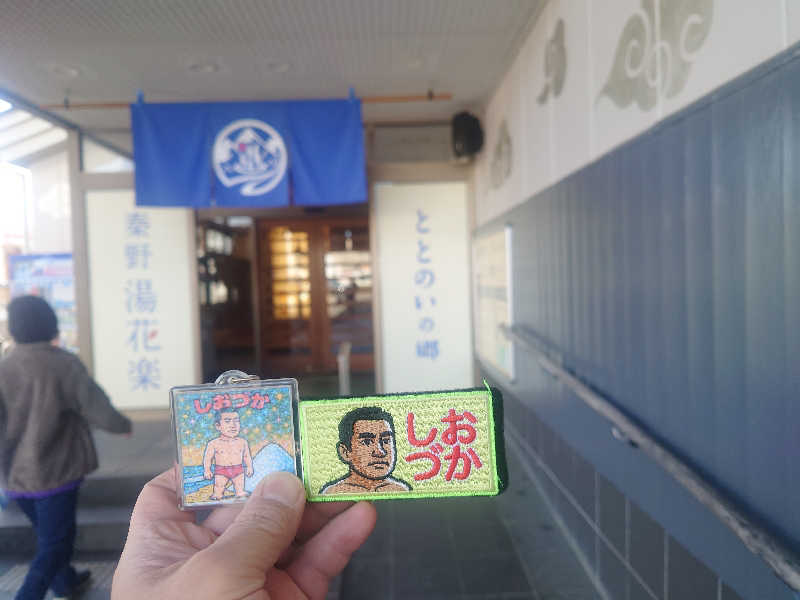 秦野 湯花楽
ととのいの郷
しおづか
しづ
おか